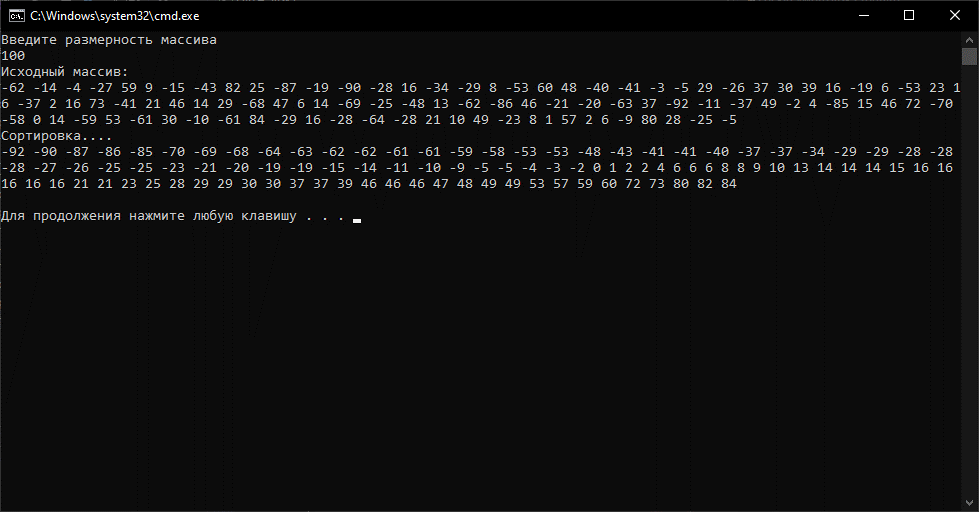 C:\Windows\system32\cmd.exe
Введите размерность массива
100
Исходный массив:
-62 -14 -4 -27 59 9 -15 -43 82 25 -87 -19 -90 -28 16 -34 -29 8 -53 60 48 -40 -41 -3 -5 29 -26 37 30 39 16 -19 6 -53 23 1
6 -37 2 16 73 -41 21 46 14 29 -68 47 6 14 -69 -25 -48 13 -62 -86 46 -21 -20 -63 37 -92 -11 -37 49 -2 4 -85 15 46 72 -70
-58 0 14 -59 53 -61 30 -10 -61 84 -29 16 -28 -64 -28 21 10 49 -23 8 1 57 2 6 -9 80 28 -25 -5
Сортировка....
-92 -90 -87 -86 -85 -70 -69 -68 -64 -63 -62 -62 -61 -61 -59 -58 -53 -53 -48 -43 -41 -41 -40 -37 -37 -34 -29 -29 -28 -28
-28 -27 -26 -25 -25 -23 -21 -20 -19 -19 -15 -14 -11 -10 -9 -5 -5 -4 -3 -2 0 1 2 2 4 6 6 6 8 8 9 10 13 14 14 14 15 16 16
16 16 16 21 21 23 25 28 29 29 30 30 37 37 39 46 46 46 47 48 49 49 53 57 59 60 72 73 80 82 84
Для продолжения нажмите любую клавишу . . .